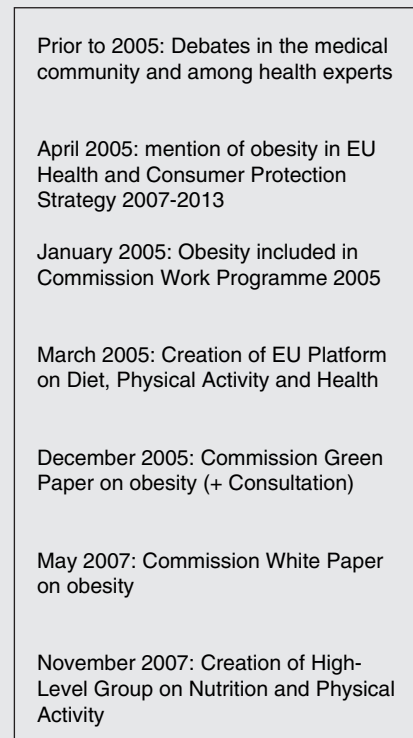 Prior to 2005: Debates in the medical
community and among health experts
April 2005: mention of obesity in EU
Health and Consumer Protection
Strategy 2007-2013
January 2005: Obesity included in
Commission Work Programme 2005
March 2005: Creation of EU Platform
on Diet, Physical Activity and Health
December 2005: Commission Green
Paper on obesity (+ Consultation)
May 2007: Commission White Paper
on obesity
November 2007: Creation of High-
Level Group on Nutrition and Physical
Activity